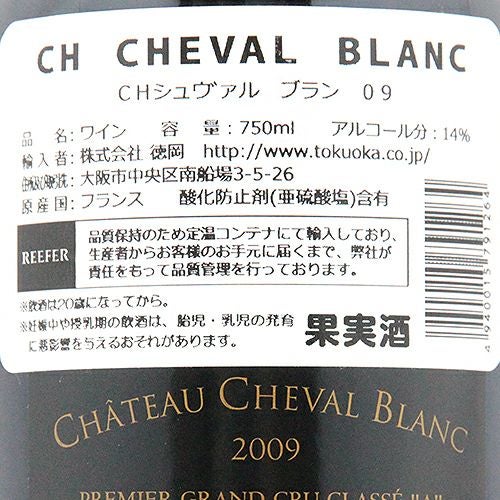 CH CHEVAL BLANC
CHシュヴァル ブラン 09
品 名:ワイン 容 量:750ml アルコール分:14%
輸入者:株式会社 徳岡 http://www.tokuoka.co.jp/
大阪市中央区南船場3-5-26
原産国:フランス 酸化防止剤(亜硫酸塩)含有
REEFER
品質保持のため定温コンテナにて輸入しており、
生産者からお客様のお手元に届くまで、弊社が
責任をもって品質管理を行っております。
※飲酒は20歳になってから。
※妊娠中や授乳期の飲酒は、胎児・乳児の発育
に悪影響を与えるおそれがあります。
果実酒
4940015791264
CHÂTEAU CHEVAL BLANC
2009
PREMIER GRAND CRU CLASSÉ "A"